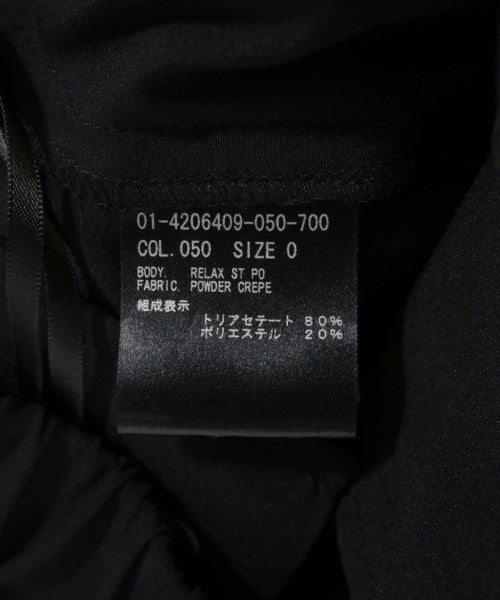 01-4206409-050-700
COL. 050 SIZE 0
BODY. RELAX ST PO
FABRIC. POWDER CREPE
組成表示
トリアセテート 80%
ポリエステル 20%